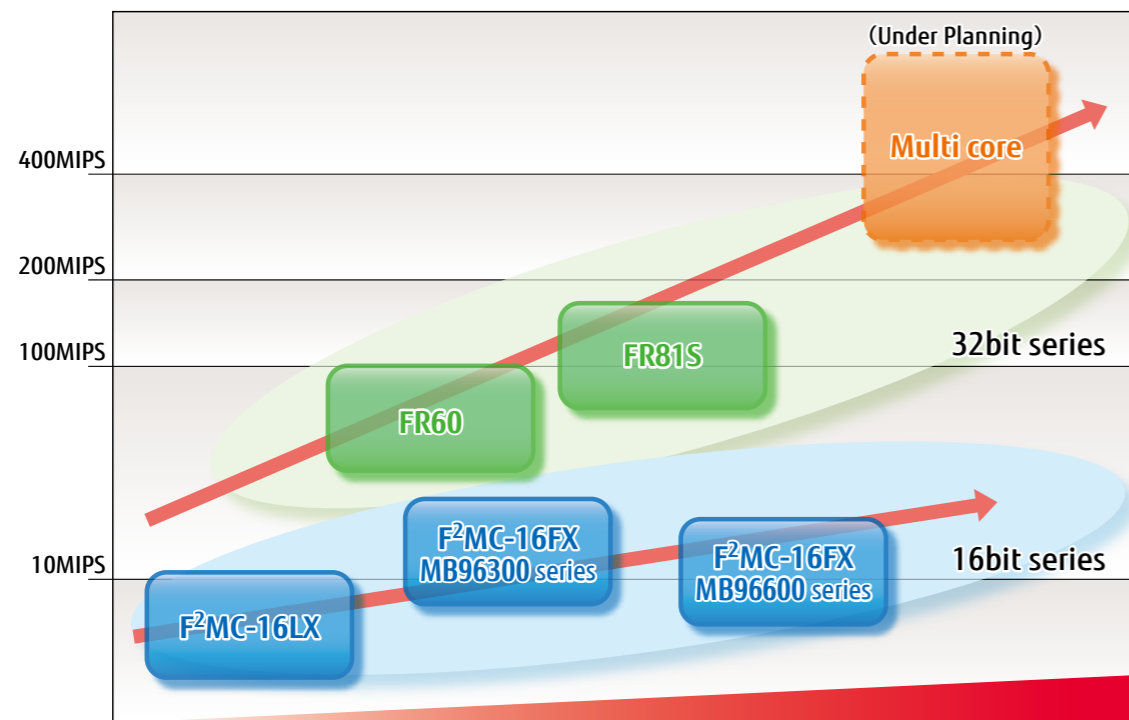 (Under Planning)
Multi core
400MIPS
200MIPS
100MIPS
10MIPS
FR81S
32bit series
FR60
F²MC-16FX
MB96300 series
F²MC-16FX
MB96600 series
16bit series
F²MC-16LX